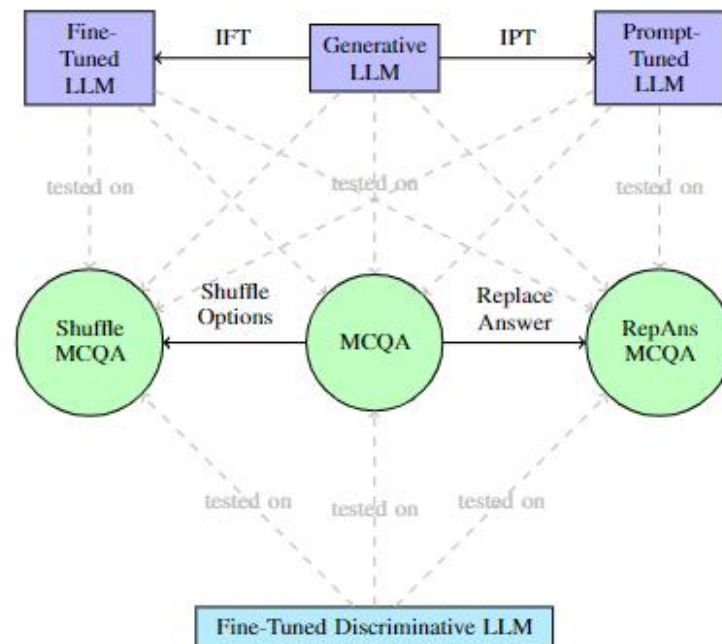 Fine-
Tuned
LLM
IFT
Generative
LLM
IPT
Prompt-
Tuned
LLM
tested on
tested on
tested on
Shuffle
MCQA
Shuffle
Options
MCQA
Replace
Answer
RepAns
MCQA
tested on
tested on
tested on
Fine-Tuned Discriminative LLM